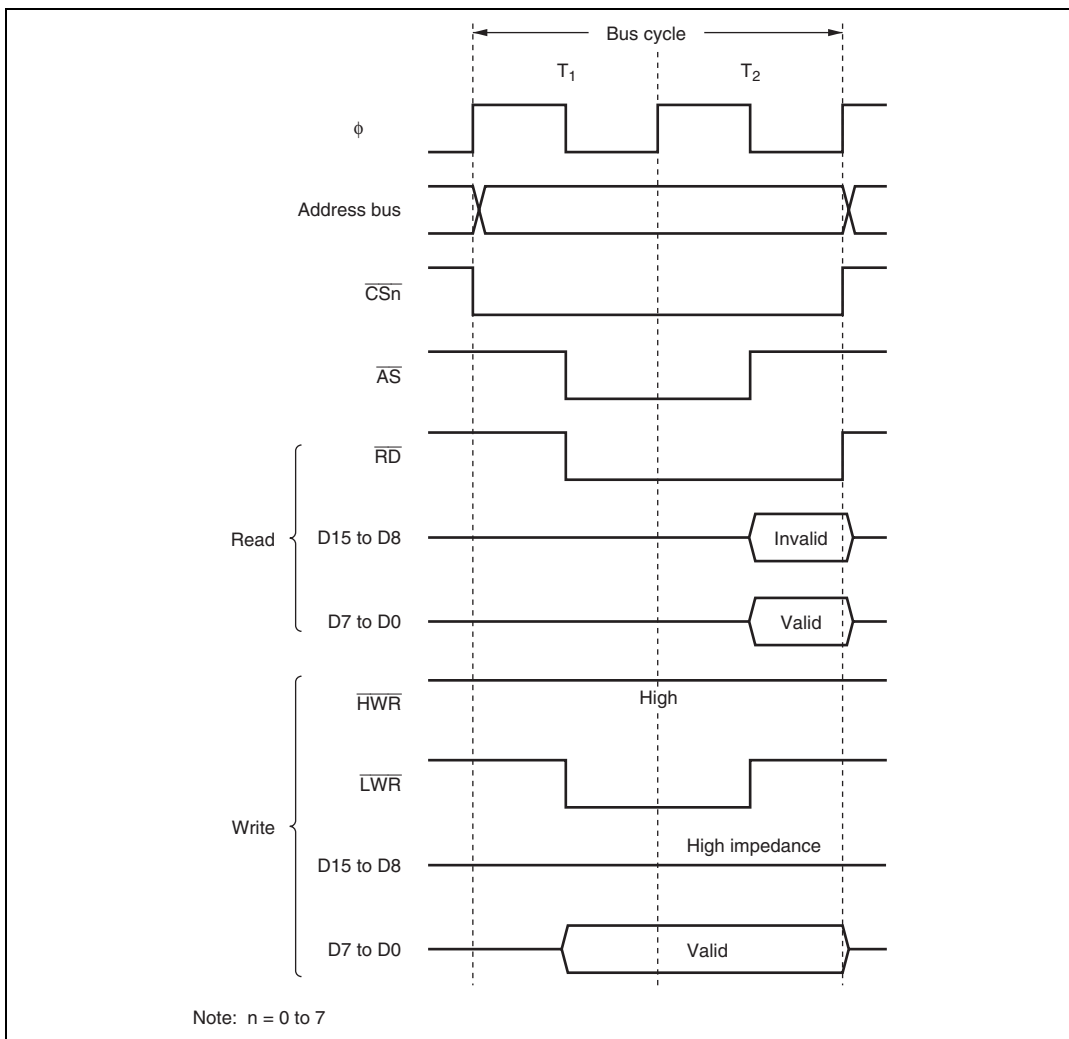 Bus cycle
T1 T2
φ
Address bus
CSn
AS
RD
Read
D15 to D8 Invalid
D7 to D0 Valid
HWR High
LWR
Write
High impedance
D15 to D8
D7 to D0 Valid
Note: n = 0 to 7